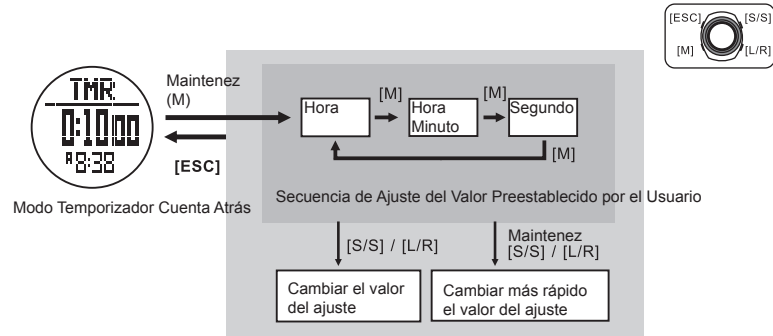 [ESC]
[S/S]
[M]
[L/R]
TMR
0:10 00
A 8:38
Maintenez
(M)
[ESC]
Modo Temporizador Cuenta Atrás
Hora
[M]
Hora
Minuto
[M]
Segundo
[M]
Secuencia de Ajuste del Valor Preestablecido por el Usuario
[S/S] / [L/R]
Maintenez
[S/S] / [L/R]
Cambiar el valor
del ajuste
Cambiar más rápido
el valor del ajuste